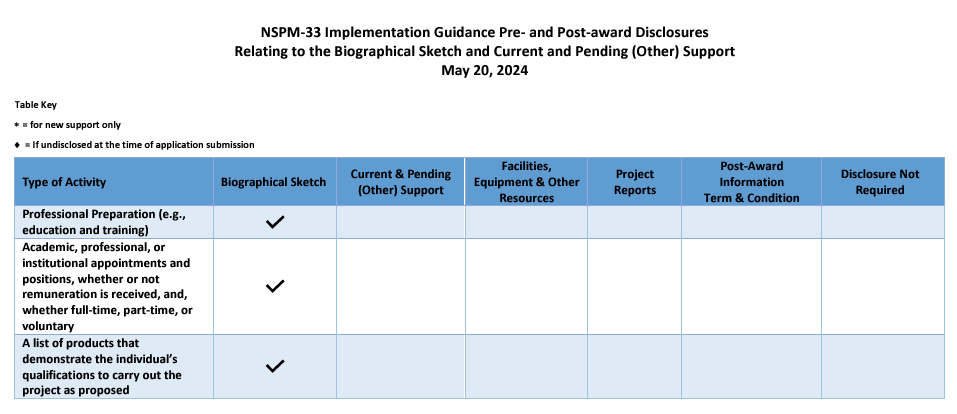 NSPM-33 Implementation Guidance Pre- and Post-award Disclosures
Relating to the Biographical Sketch and Current and Pending (Other) Support
May 20, 2024
Table Key
* = for new support only
♦ = If undisclosed at the time of application submission
Type of Activity
Biographical Sketch
Current & Pending
(Other) Support
Facilities,
Equipment & Other
Resources
Project
Reports
Post-Award
Information
Term & Condition
Disclosure Not
Required
Professional Preparation (e.g.,
education and training)
✓
Academic, professional, or
institutional appointments and
positions, whether or not
remuneration is received, and,
whether full-time, part-time, or
voluntary
✓
A list of products that
demonstrate the individual’s
qualifications to carry out the
project as proposed
✓